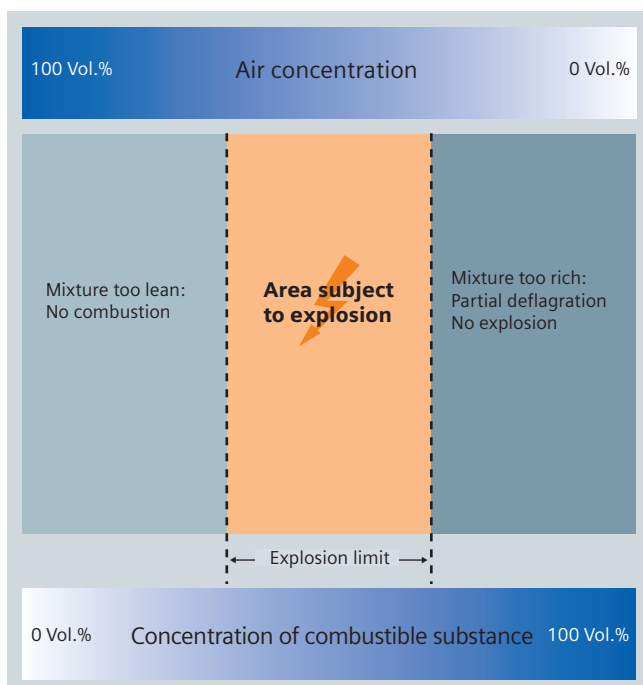 100 Vol.% Air concentration 0 Vol.%
Mixture too lean:
No combustion
Area subject
to explosion
Mixture too rich:
Partial deflagration
No explosion
Explosion limit
0 Vol.% Concentration of combustible substance 100 Vol.%